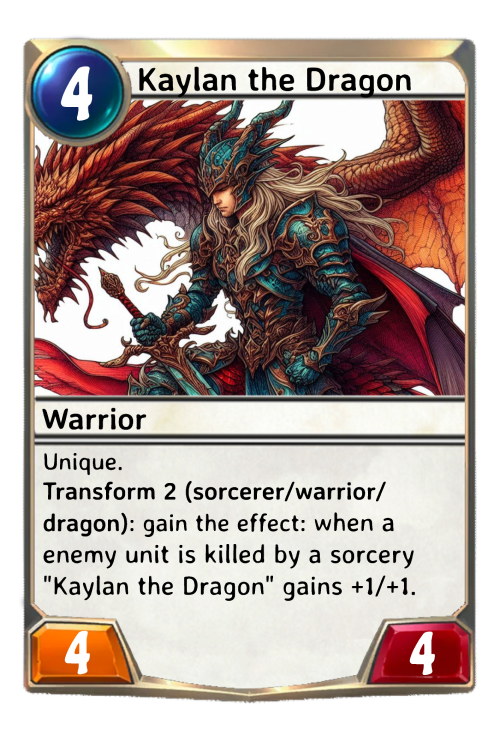 4
Kaylan the Dragon
Warrior
Unique.
Transform 2 (sorcerer/warrior/
dragon): gain the effect: when a
enemy unit is killed by a sorcery
"Kaylan the Dragon" gains +1/+1.
4
4